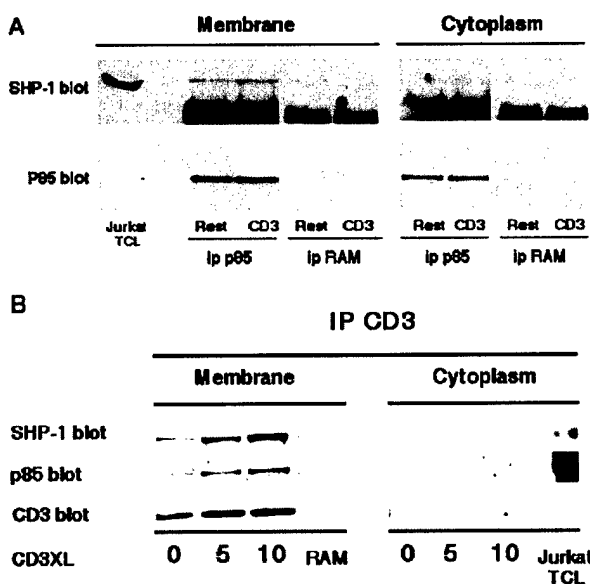 A
Membrane
Cytoplasm
SHP-1 blot
P85 blot
Jurkat TCL
Rest CD3 Rest CD3
ip p85 ip RAM
Rest CD3 Rest CD3
ip p85 ip RAM
B
IP CD3
Membrane
Cytoplasm
SHP-1 blot
p85 blot
CD3 blot
CD3XL 0 5 10 RAM 0 5 10 Jurkat TCL